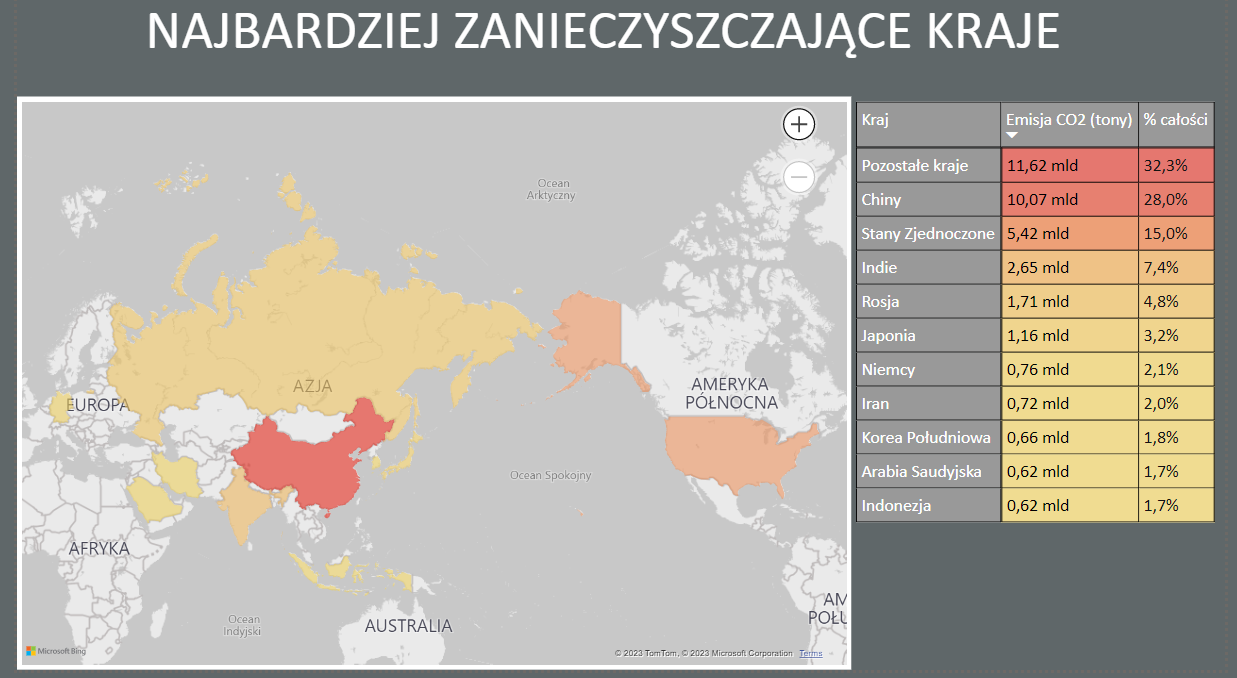 NAJBARDZIEJ ZANIECZYSZCZAJĄCE KRAJE
Ocean
Arktyczny
AZJA
EUROPA
AMERYKA
PÓŁNOCNA
Ocean Spokojny
AFRYKA
Ocean
Indyjski
AUSTRALIA
AM
POŁU
Microsoft Bing
© 2023 TomTom, © 2023 Microsoft Corporation Terms
Kraj Emisja CO2 (tony) % całości
Pozostałe kraje 11,62 mld 32,3%
Chiny 10,07 mld 28,0%
Stany Zjednoczone 5,42 mld 15,0%
Indie 2,65 mld 7,4%
Rosja 1,71 mld 4,8%
Japonia 1,16 mld 3,2%
Niemcy 0,76 mld 2,1%
Iran 0,72 mld 2,0%
Korea Południowa 0,66 mld 1,8%
Arabia Saudyjska 0,62 mld 1,7%
Indonezja 0,62 mld 1,7%